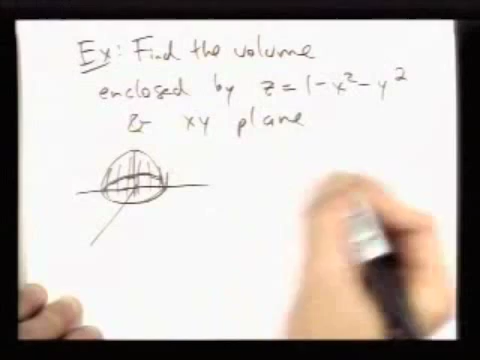 Ex: Find the volume
enclosed by z = 1 - x² - y²
& xy plane